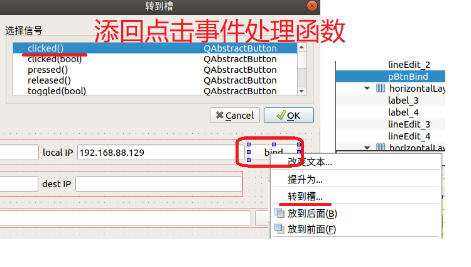 转到槽
选择信号
添回点击事件处理函数
clicked() QAbstractButton
clicked(bool) QAbstractButton
pressed() QAbstractButton
released() QAbstractButton
toggled(bool) QAbstractButton
Cancel OK
lineEdit_2
pBtnBind
horizontalLay
label_3
label_4
lineEdit_3
lineEdit_4
horizontalLay
local IP 192.168.88.129 bind
dest IP
改变文本...
提升为...
转到槽...
放到后面(B)
放到前面(F)